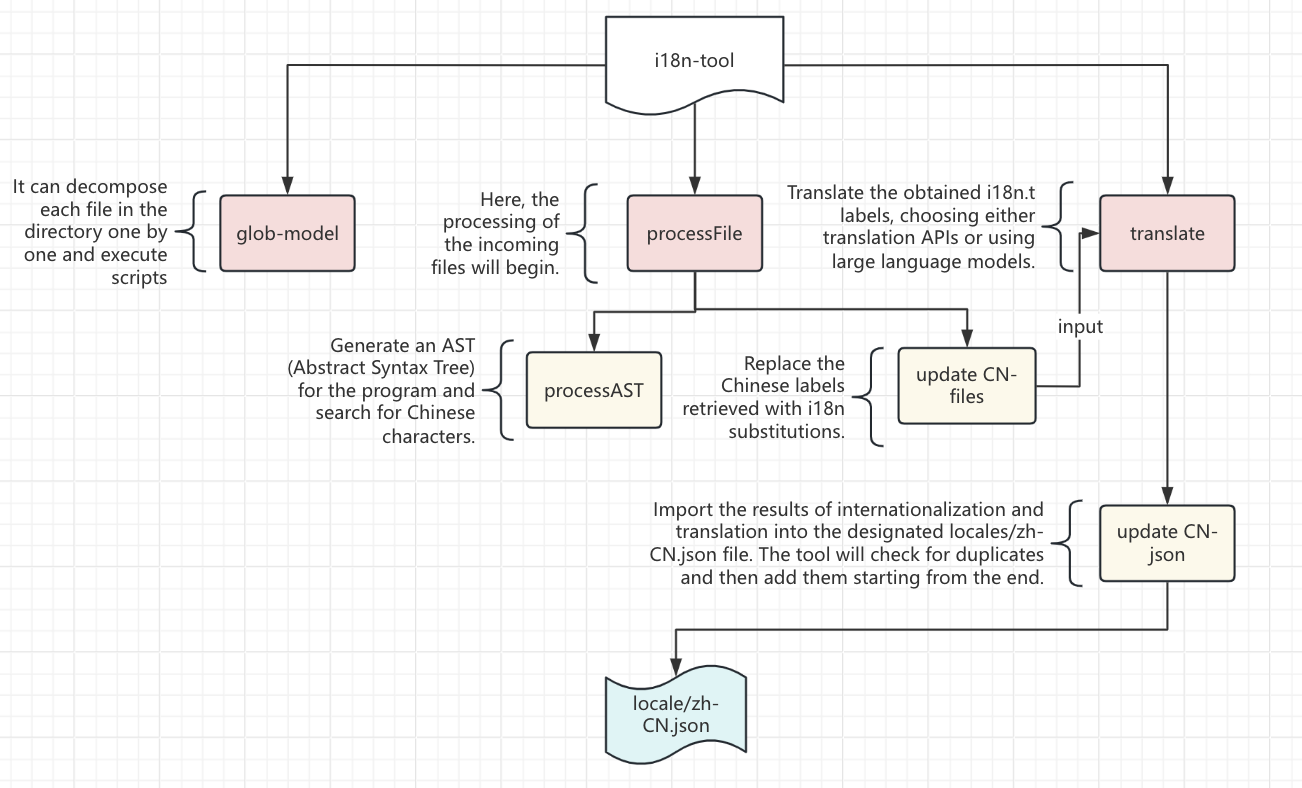 i18n-tool
It can decompose
each file in the
directory one by
one and execute
scripts
glob-model
Here, the
processing of
the incoming
files will begin.
processFile
Translate the obtained i18n.t
labels, choosing either
translation APIs or using
large language models.
translate
input
Generate an AST
(Abstract Syntax Tree)
for the program and
search for Chinese
characters.
processAST
Replace the
Chinese labels
retrieved with i18n
substitutions.
update CN-
files
Import the results of internationalization and
translation into the designated locales/zh-
CN.json file. The tool will check for duplicates
and then add them starting from the end.
update CN-
json
locale/zh-
CN.json